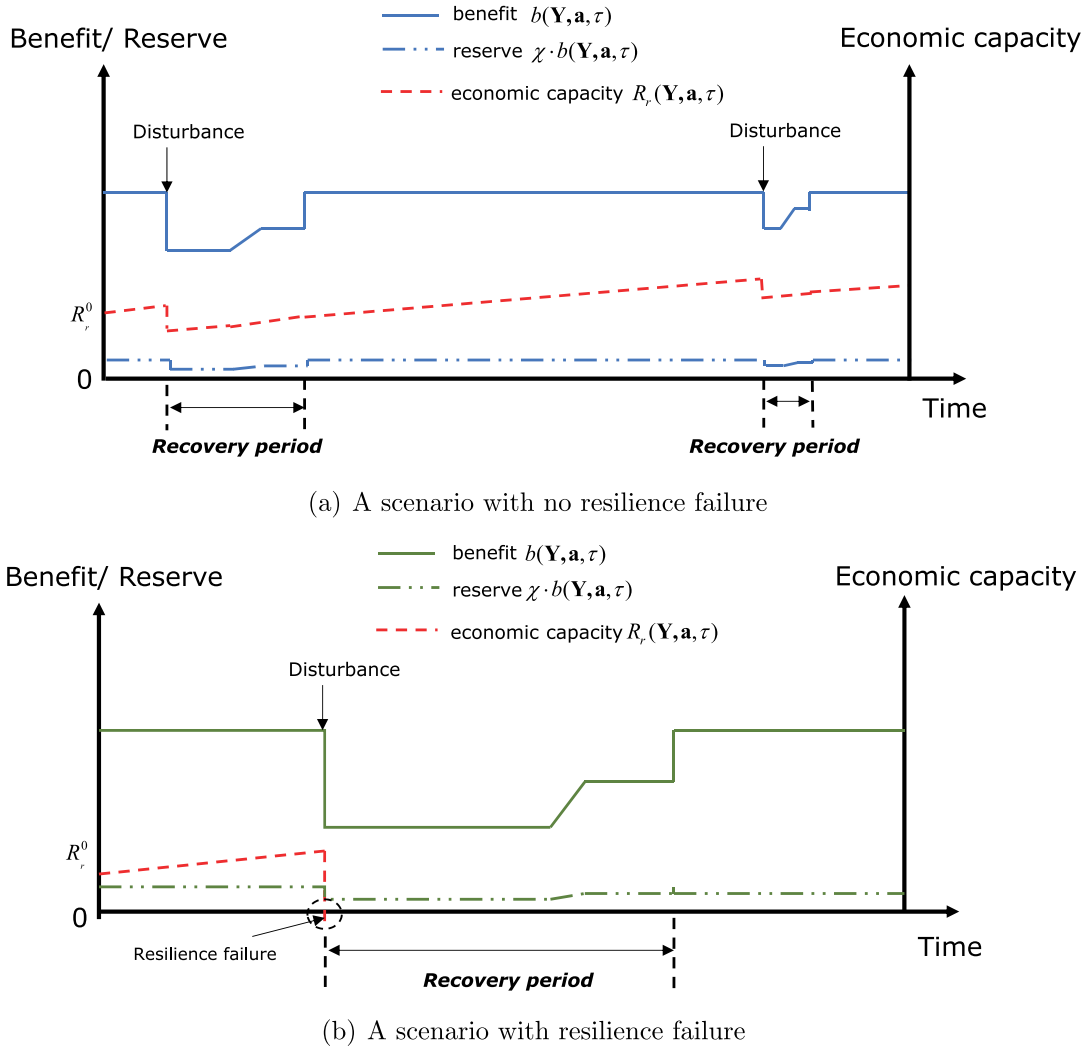 benefit b(Y,a,τ)
Benefit/ Reserve
Economic capacity
reserve χ·b(Y,a,τ)
economic capacity R_r(Y,a,τ)
Disturbance
Disturbance
R_r^0
0
Time
Recovery period
Recovery period
(a) A scenario with no resilience failure
benefit b(Y,a,τ)
Benefit/ Reserve
Economic capacity
reserve χ·b(Y,a,τ)
economic capacity R_r(Y,a,τ)
Disturbance
R_r^0
0
Time
Resilience failure
Recovery period
(b) A scenario with resilience failure